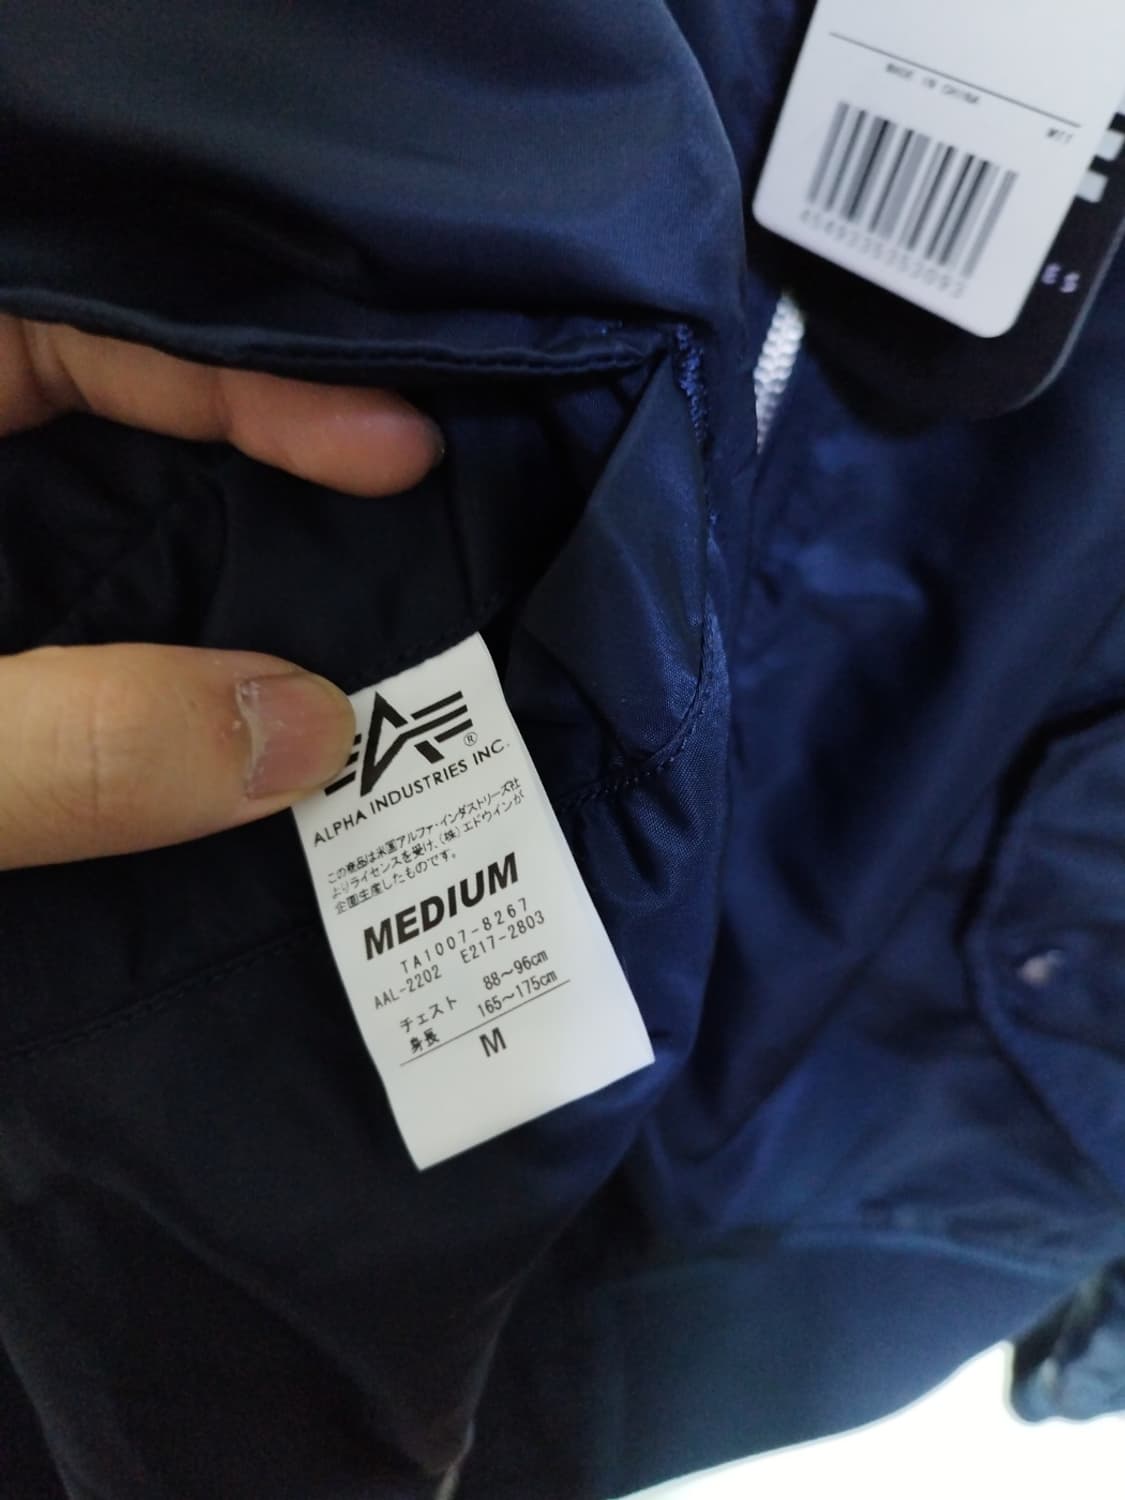 MADE IN CHINA
MTT
4549335353093
ES
®
ALPHA INDUSTRIES INC.
この商品は米国アルファ・インダストリーズ社
よりライセンスを受け、(株)エドウインが
企画生産したものです。
MEDIUM
TA1007-8267
AAL-2202 E217-2803
チェスト 88~96cm
身長 165~175cm
M